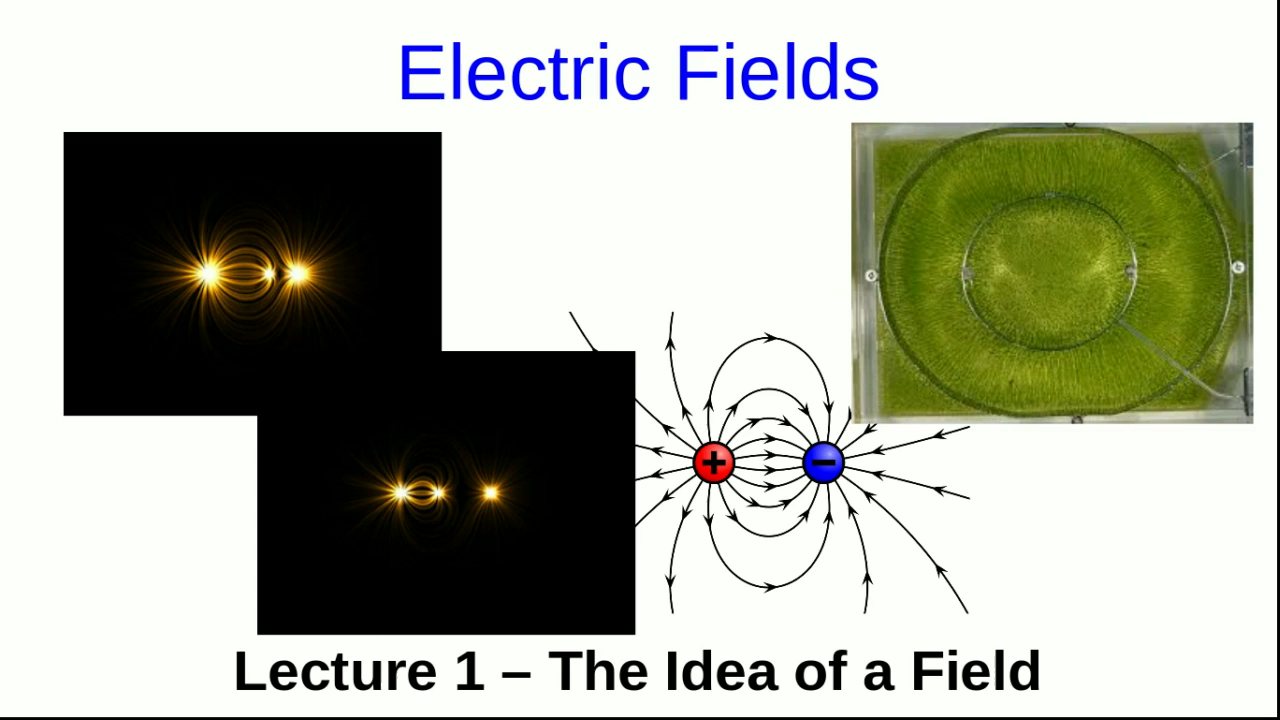 Electric Fields
+ −
Lecture 1 – The Idea of a Field